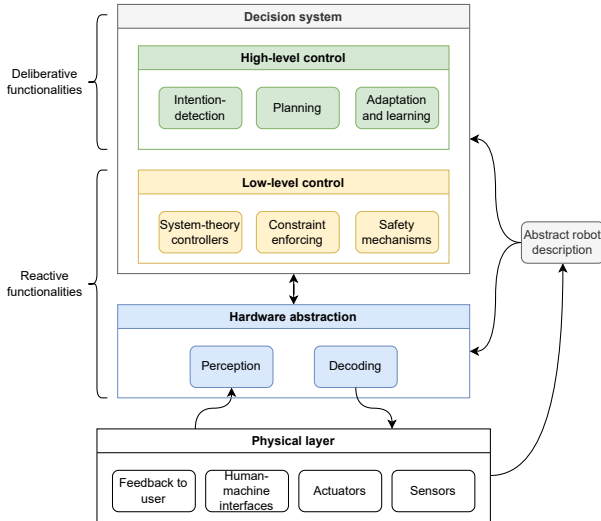 Decision system
Deliberative
functionalities
High-level control
Intention-
detection
Planning
Adaptation
and learning
Low-level control
System-theory
controllers
Constraint
enforcing
Safety
mechanisms
Abstract robot
description
Reactive
functionalities
Hardware abstraction
Perception
Decoding
Physical layer
Feedback to
user
Human-
machine
interfaces
Actuators
Sensors